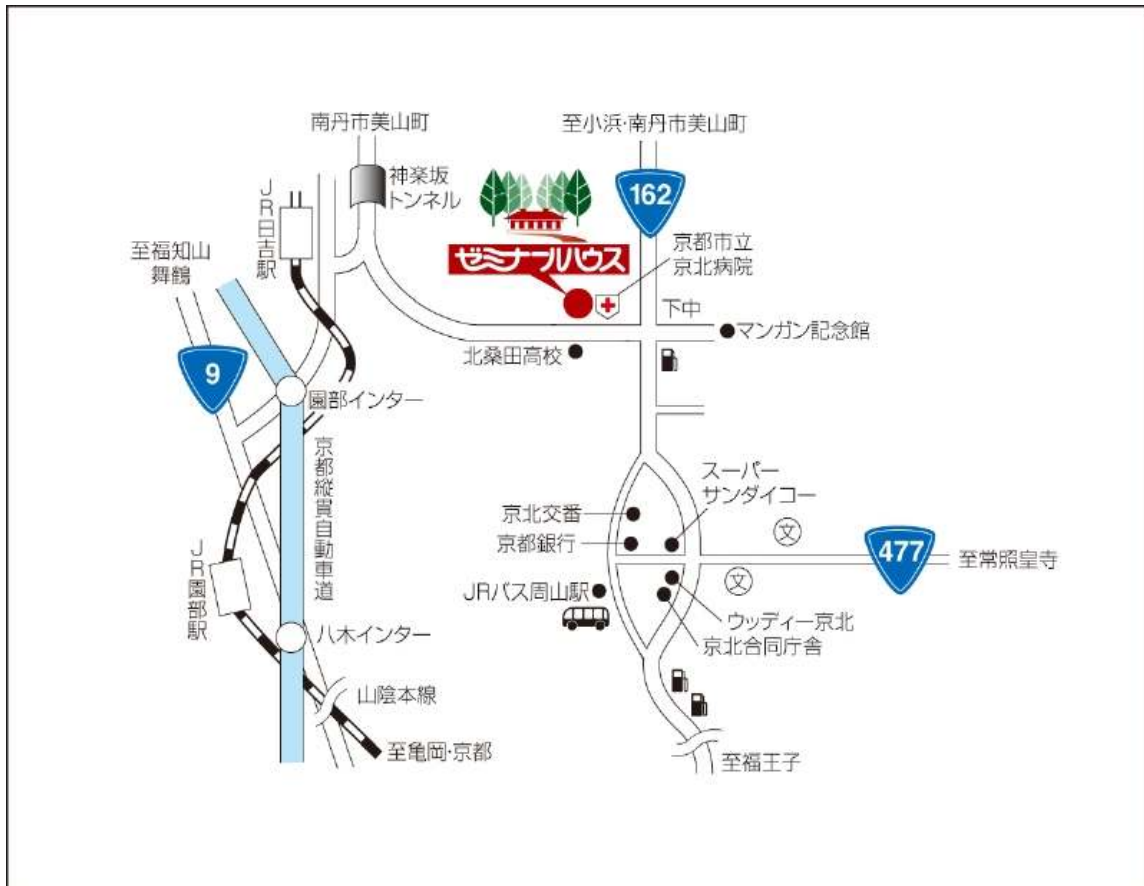 南丹市美山町
至小浜・南丹市美山町
神楽坂
トンネル
162
JR日吉駅
至福知山
舞鶴
ゼミナールハウス
京都市立
京北病院
下中
マンガン記念館
北桑田高校
9
園部インター
京都縦貫自動車道
スーパー
サンダイコー
京北交番
京都銀行
文
477
至常照皇寺
文
JR園部駅
JRバス周山駅
ウッディー京北
京北合同庁舎
八木インター
山陰本線
至亀岡・京都
至福王子